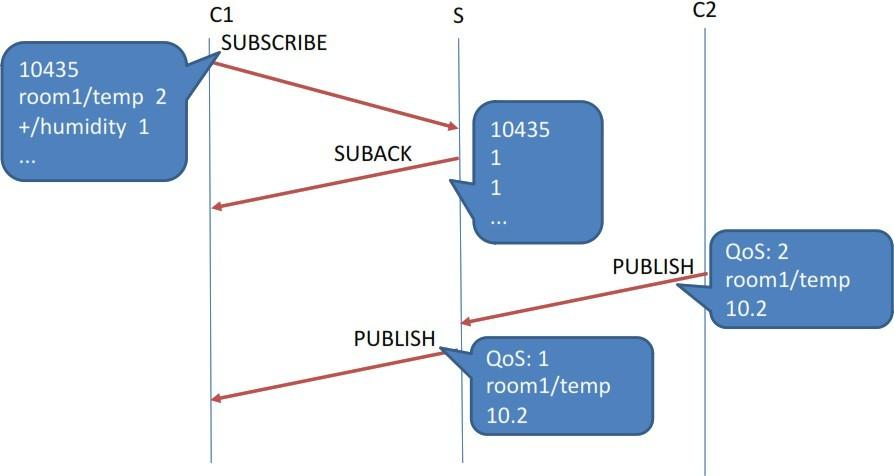 C1
S
C2
SUBSCRIBE
10435
room1/temp 2
+/humidity 1
...
SUBACK
10435
1
1
...
PUBLISH
QoS: 2
room1/temp
10.2
PUBLISH
QoS: 1
room1/temp
10.2